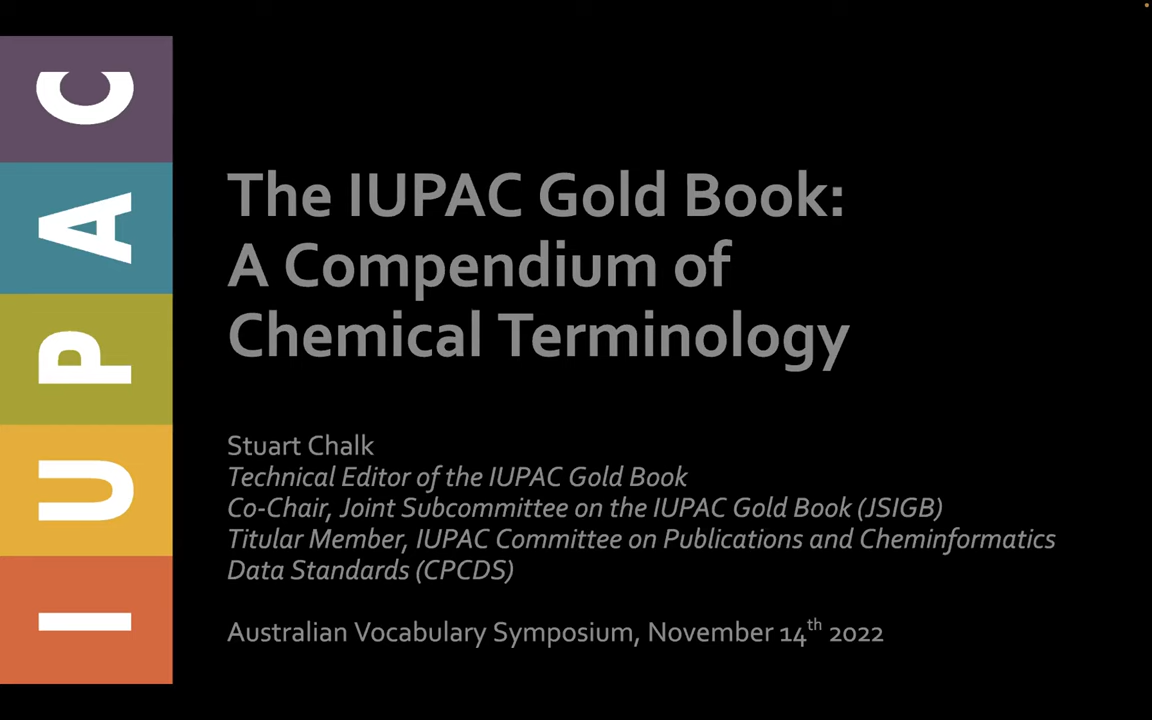 IUPAC
The IUPAC Gold Book:
A Compendium of
Chemical Terminology
Stuart Chalk
Technical Editor of the IUPAC Gold Book
Co-Chair, Joint Subcommittee on the IUPAC Gold Book (JSIGB)
Titular Member, IUPAC Committee on Publications and Cheminformatics
Data Standards (CPCDS)
Australian Vocabulary Symposium, November 14th 2022